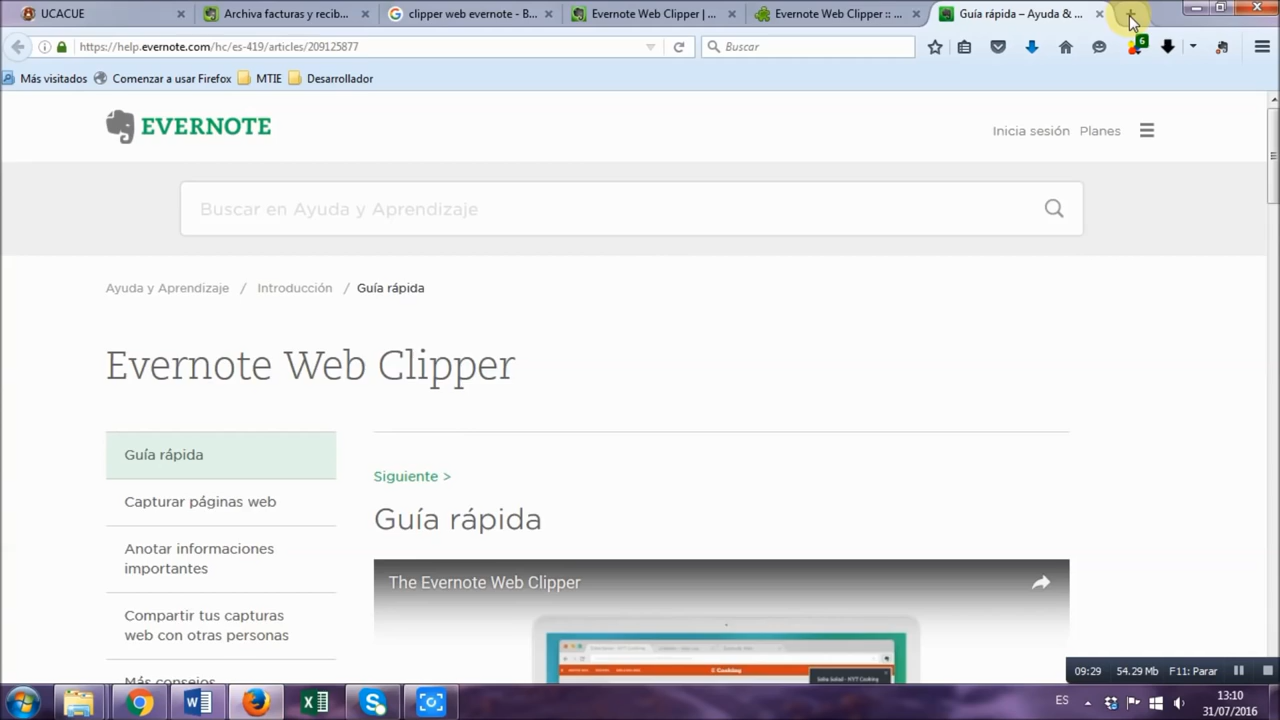 UCACUE
Archiva facturas y recib...
clipper web evernote - B...
Evernote Web Clipper | ...
Evernote Web Clipper :: ...
Guía rápida – Ayuda & ...
https://help.evernote.com/hc/es-419/articles/209125877
Buscar
6
Más visitados
Comenzar a usar Firefox
MTIE
Desarrollador
EVERNOTE
Inicia sesión
Planes
Buscar en Ayuda y Aprendizaje
Ayuda y Aprendizaje / Introducción / Guía rápida
Evernote Web Clipper
Guía rápida
Capturar páginas web
Anotar informaciones
importantes
Compartir tus capturas
web con otras personas
Más consejos
Siguiente >
Guía rápida
The Evernote Web Clipper
Cooking
09:29
54.29 Mb
F11: Parar
ES
13:10
31/07/2016